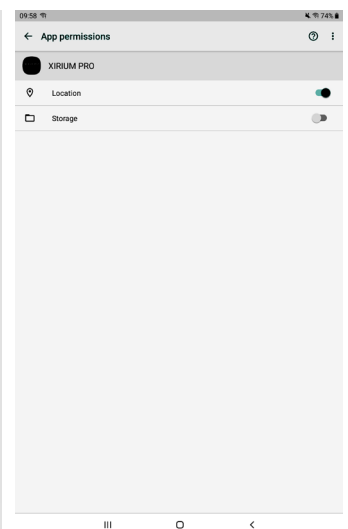 09:58
74%
App permissions
XIRIUM PRO
Location
Storage